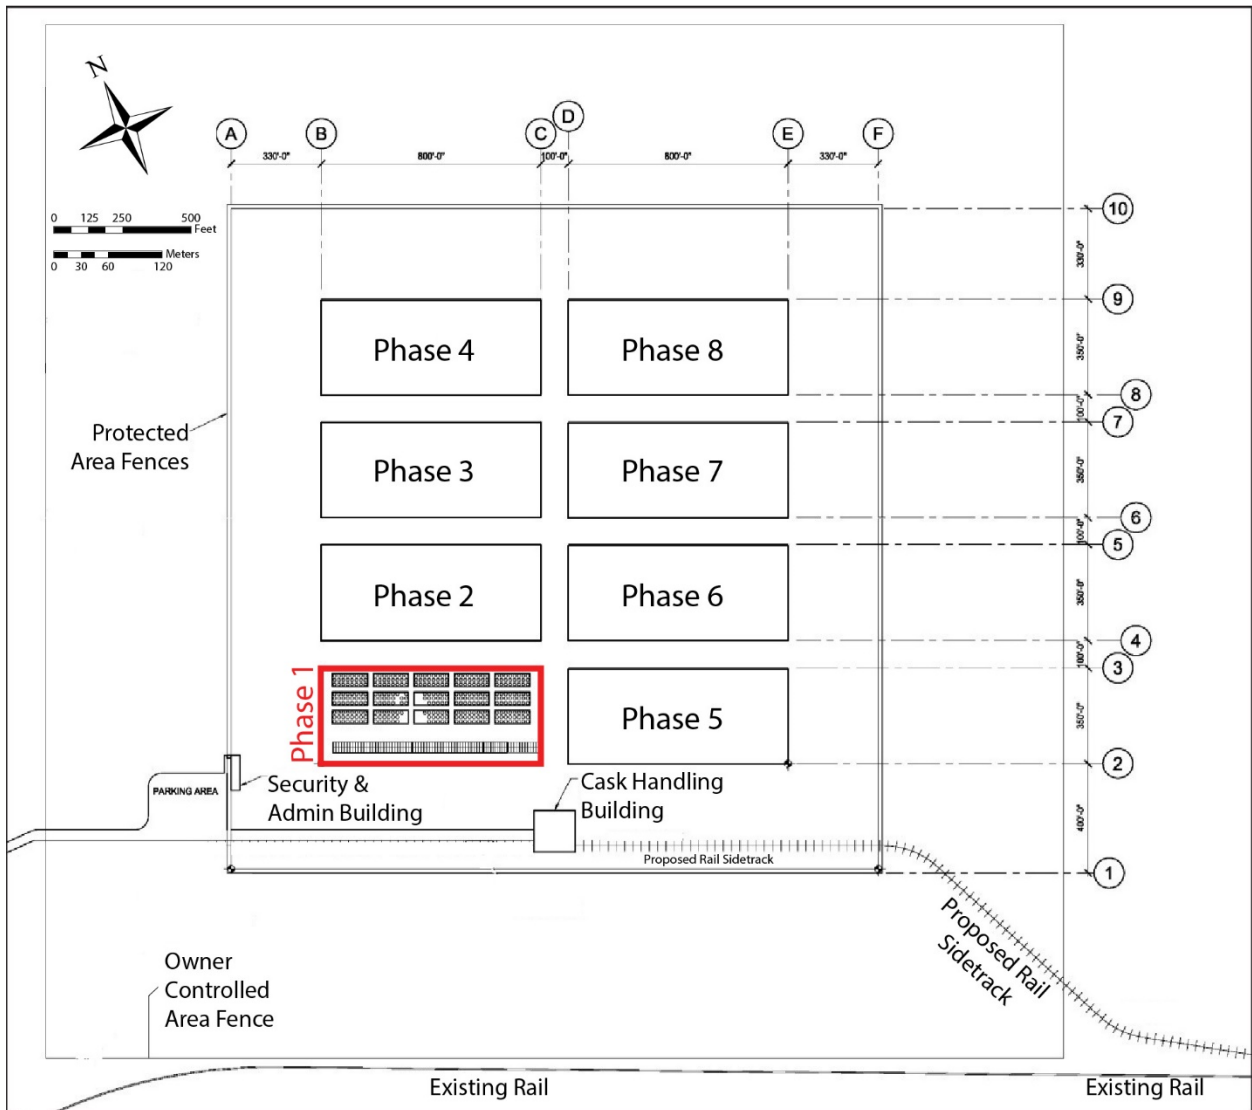 N
A
B
C
D
E
F
330'-0"
800'-0"
100'-0"
800'-0"
330'-0"
0 125 250 500
Feet
Meters
0 30 60 120
10
330'-0"
9
Phase 4
Phase 8
350'-0"
8
100'-0"
7
Protected
Area Fences
Phase 3
Phase 7
350'-0"
6
100'-0"
5
Phase 2
Phase 6
350'-0"
4
100'-0"
3
Phase 1
Phase 5
350'-0"
2
PARKING AREA
Security &
Admin Building
Cask Handling
Building
400'-0"
Proposed Rail Sidetrack
1
Proposed Rail
Sidetrack
Owner
Controlled
Area Fence
Existing Rail
Existing Rail